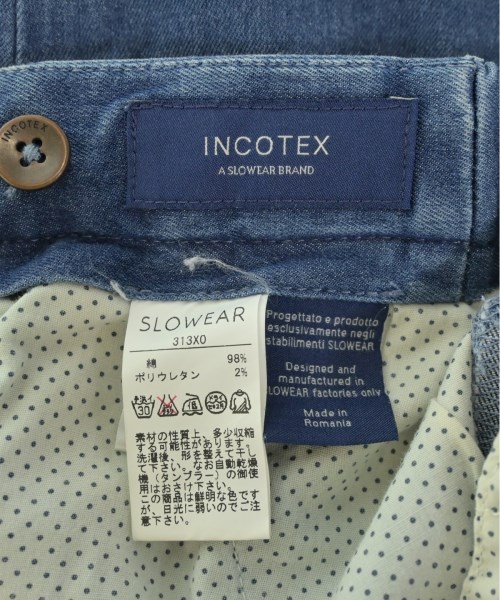 INCOTEX
INCOTEX
A SLOWEAR BRAND
SLOWEAR
313X0
綿 98%
ポリウレタン 2%
30
素材の性質上、多少収縮
する可能性があります。
洗濯後、形を整えて干し
て下さい。なお自動乾燥
機（タンブラー）の御使
用はおさけ下さい。
この商品は鮮明な色です
が、日光に弱いのでご注
意下さい。
Progettato e prodotto
esclusivamente negli
stabilimenti SLOWEAR
Designed and
manufactured in
SLOWEAR factories only
Made in
Romania